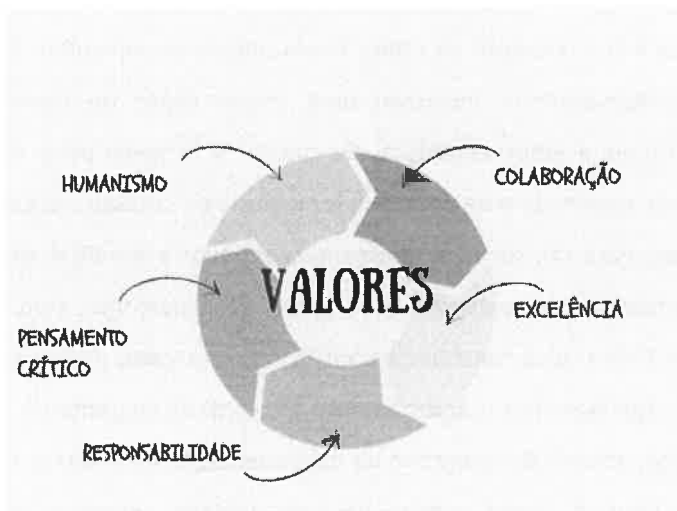 HUMANISMO
COLABORAÇÃO
VALORES
EXCELÊNCIA
PENSAMENTO
CRÍTICO
RESPONSABILIDADE